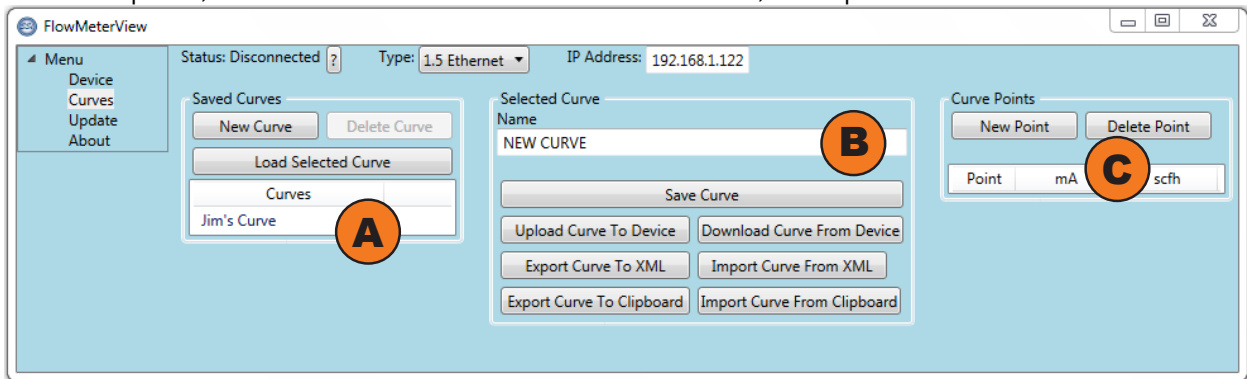 FlowMeterView
Menu
Device
Curves
Update
About
Status: Disconnected ? Type: 1.5 Ethernet IP Address: 192.168.1.122
Saved Curves
New Curve Delete Curve
Load Selected Curve
Curves
Jim's Curve
A
Selected Curve
Name
NEW CURVE
B
Save Curve
Upload Curve To Device Download Curve From Device
Export Curve To XML Import Curve From XML
Export Curve To Clipboard Import Curve From Clipboard
Curve Points
New Point Delete Point
C
Point mA scfh